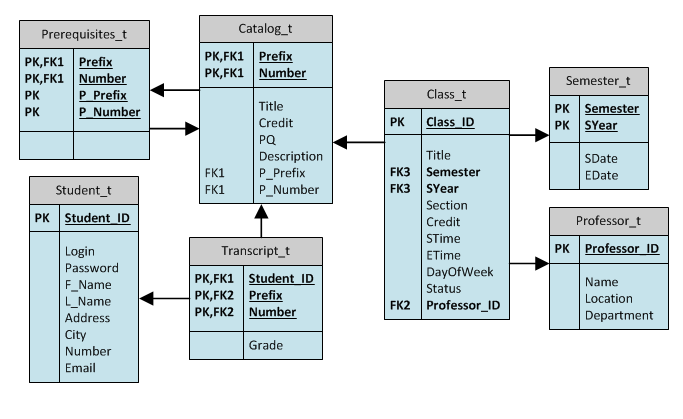 Prerequisites_t
PK,FK1 Prefix
PK,FK1 Number
PK P_Prefix
PK P_Number
Catalog_t
PK,FK1 Prefix
PK,FK1 Number
Title
Credit
PQ
Description
FK1 P_Prefix
FK1 P_Number
Class_t
PK Class_ID
Title
FK3 Semester
FK3 SYear
Section
Credit
STime
ETime
DayOfWeek
Status
FK2 Professor_ID
Semester_t
PK Semester
PK SYear
SDate
EDate
Student_t
PK Student_ID
Login
Password
F_Name
L_Name
Address
City
Number
Email
Transcript_t
PK,FK1 Student_ID
PK,FK2 Prefix
PK,FK2 Number
Grade
Professor_t
PK Professor_ID
Name
Location
Department